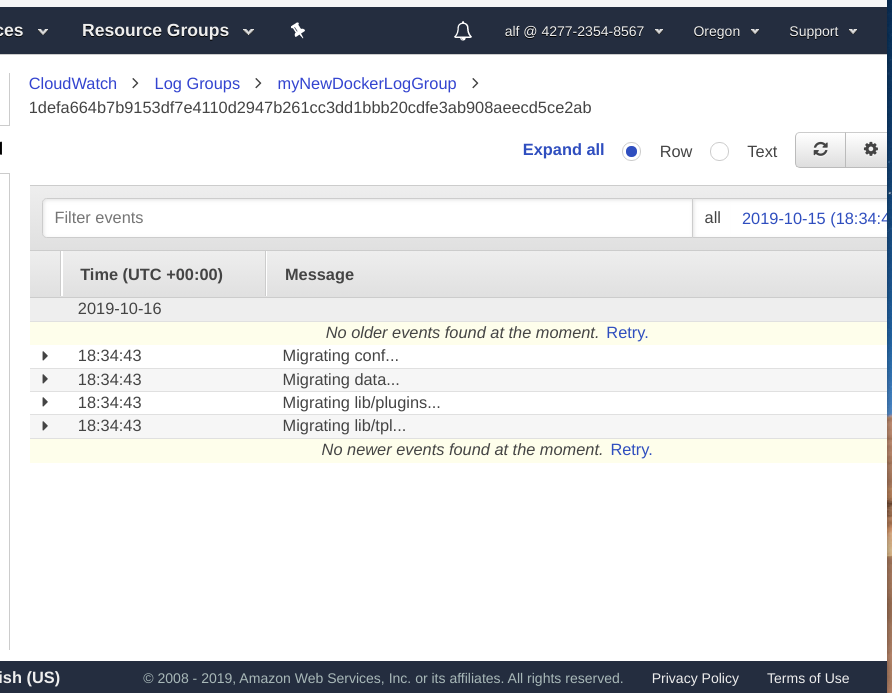 ces Resource Groups alf @ 4277-2354-8567 Oregon Support
CloudWatch > Log Groups > myNewDockerLogGroup >
1defa664b7b9153df7e4110d2947b261cc3dd1bbb20cdfe3ab908aeecd5ce2ab
Expand all Row Text
Filter events all 2019-10-15 (18:34:4
Time (UTC +00:00) Message
2019-10-16
No older events found at the moment. Retry.
18:34:43 Migrating conf...
18:34:43 Migrating data...
18:34:43 Migrating lib/plugins...
18:34:43 Migrating lib/tpl...
No newer events found at the moment. Retry.
ish (US) © 2008 - 2019, Amazon Web Services, Inc. or its affiliates. All rights reserved. Privacy Policy Terms of Use